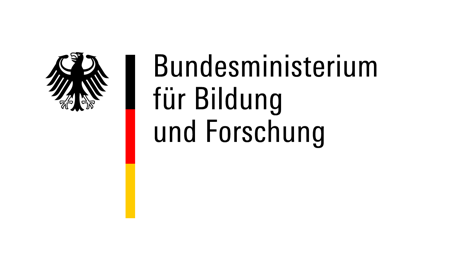 Bundesministerium
für Bildung
und Forschung